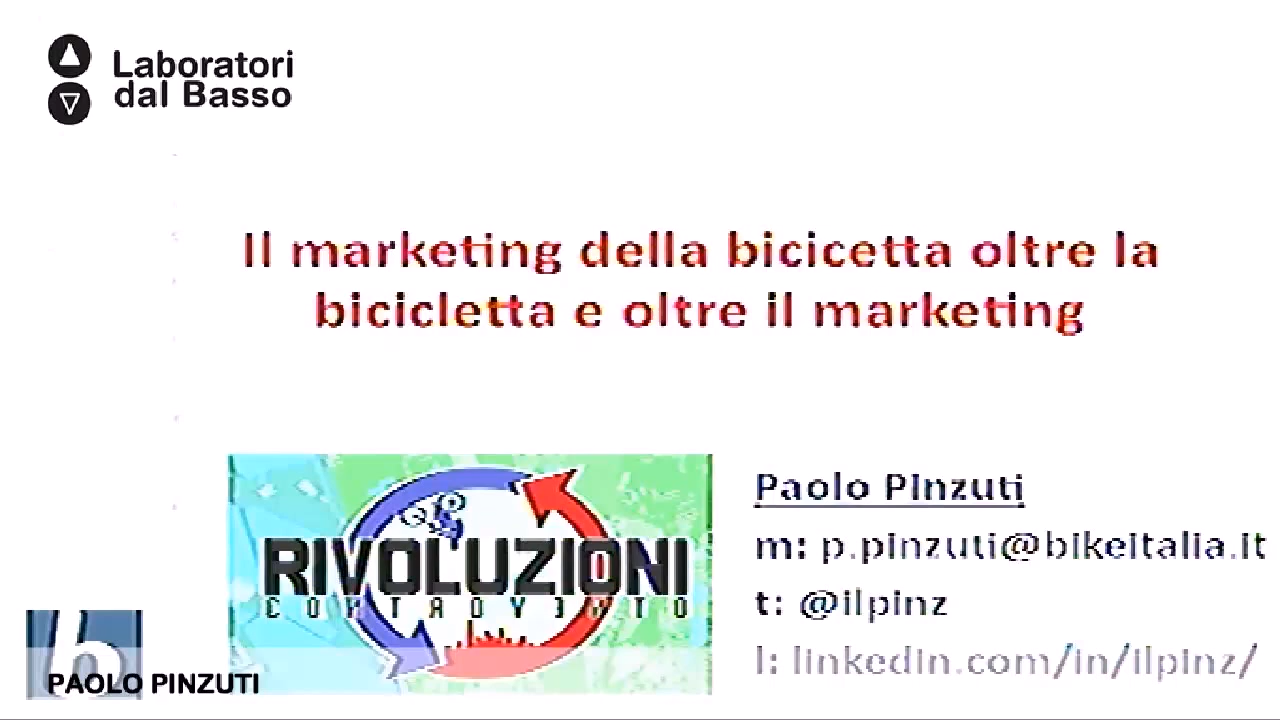 Laboratori
dal Basso
Il marketing della bicicetta oltre la
bicicletta e oltre il marketing
RIVOLUZIONI
CONTROVENTO
Paolo Pinzuti
m: p.pinzuti@bikeitalia.it
t: @ilpinz
l: linkedin.com/in/ilpinz/
b
PAOLO PINZUTI